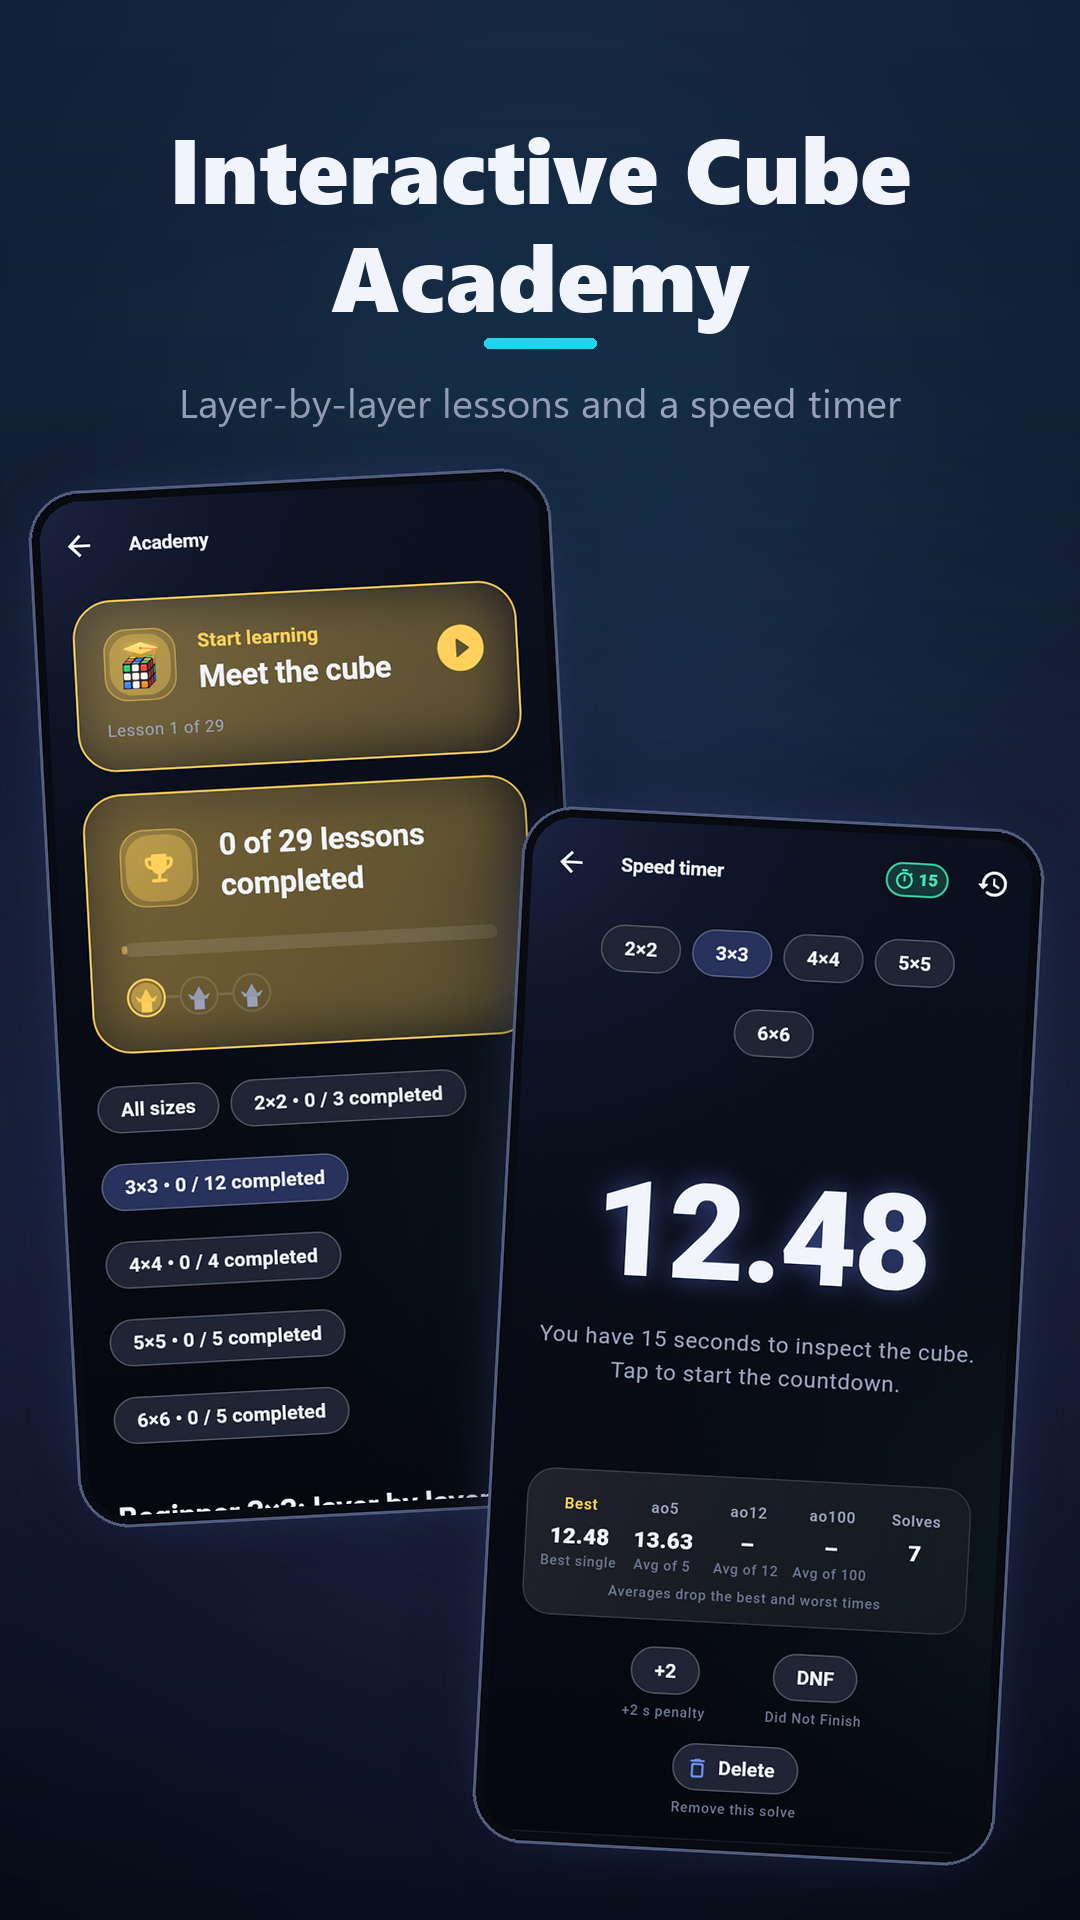 Interactive Cube
Academy
Layer-by-layer lessons and a speed timer
Academy
Start learning
Meet the cube
Lesson 1 of 29
0 of 29 lessons
completed
All sizes
2×2 • 0 / 3 completed
3×3 • 0 / 12 completed
4×4 • 0 / 4 completed
5×5 • 0 / 5 completed
6×6 • 0 / 5 completed
Beginner 2×2: layer by layer
Speed timer
15
2×2 3×3 4×4 5×5
6×6
12.48
You have 15 seconds to inspect the cube.
Tap to start the countdown.
Best ao5 ao12 ao100 Solves
12.48 13.63 – – 7
Best single Avg of 5 Avg of 12 Avg of 100
Averages drop the best and worst times
+2 DNF
+2 s penalty Did Not Finish
Delete
Remove this solve